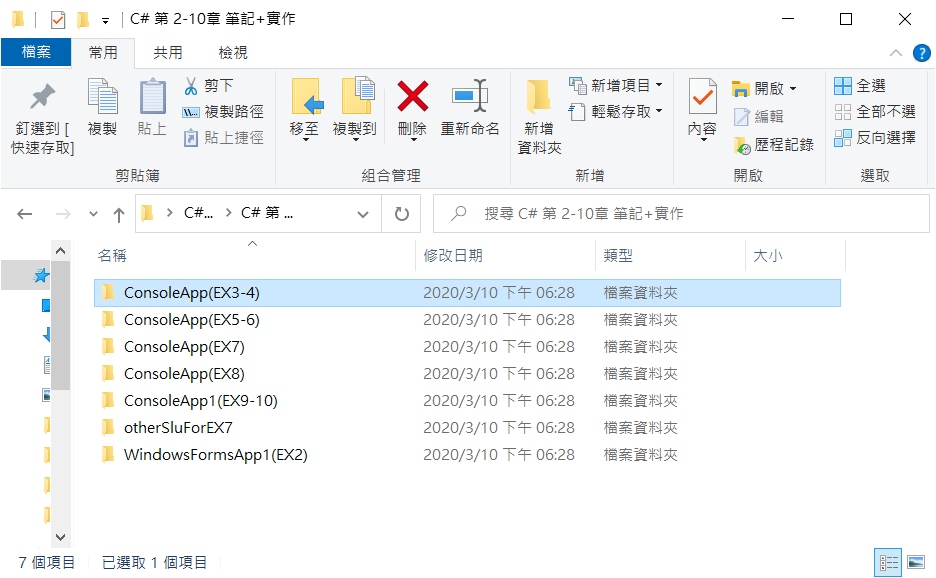 C# 第 2-10章 筆記+實作
檔案 常用 共用 檢視
釘選到 [快速存取]
複製
貼上
剪下
複製路徑
貼上捷徑
剪貼簿
移至
複製到
刪除
重新命名
組合管理
新增資料夾
新增項目
輕鬆存取
新增
內容
開啟
編輯
歷程記錄
開啟
全選
全部不選
反向選擇
選取
C#... C# 第 ...
搜尋 C# 第 2-10章 筆記+實作
名稱 修改日期 類型 大小
ConsoleApp(EX3-4) 2020/3/10 下午 06:28 檔案資料夾
ConsoleApp(EX5-6) 2020/3/10 下午 06:28 檔案資料夾
ConsoleApp(EX7) 2020/3/10 下午 06:28 檔案資料夾
ConsoleApp(EX8) 2020/3/10 下午 06:28 檔案資料夾
ConsoleApp1(EX9-10) 2020/3/10 下午 06:28 檔案資料夾
otherSluForEX7 2020/3/10 下午 06:28 檔案資料夾
WindowsFormsApp1(EX2) 2020/3/10 下午 06:28 檔案資料夾
7 個項目 已選取 1 個項目